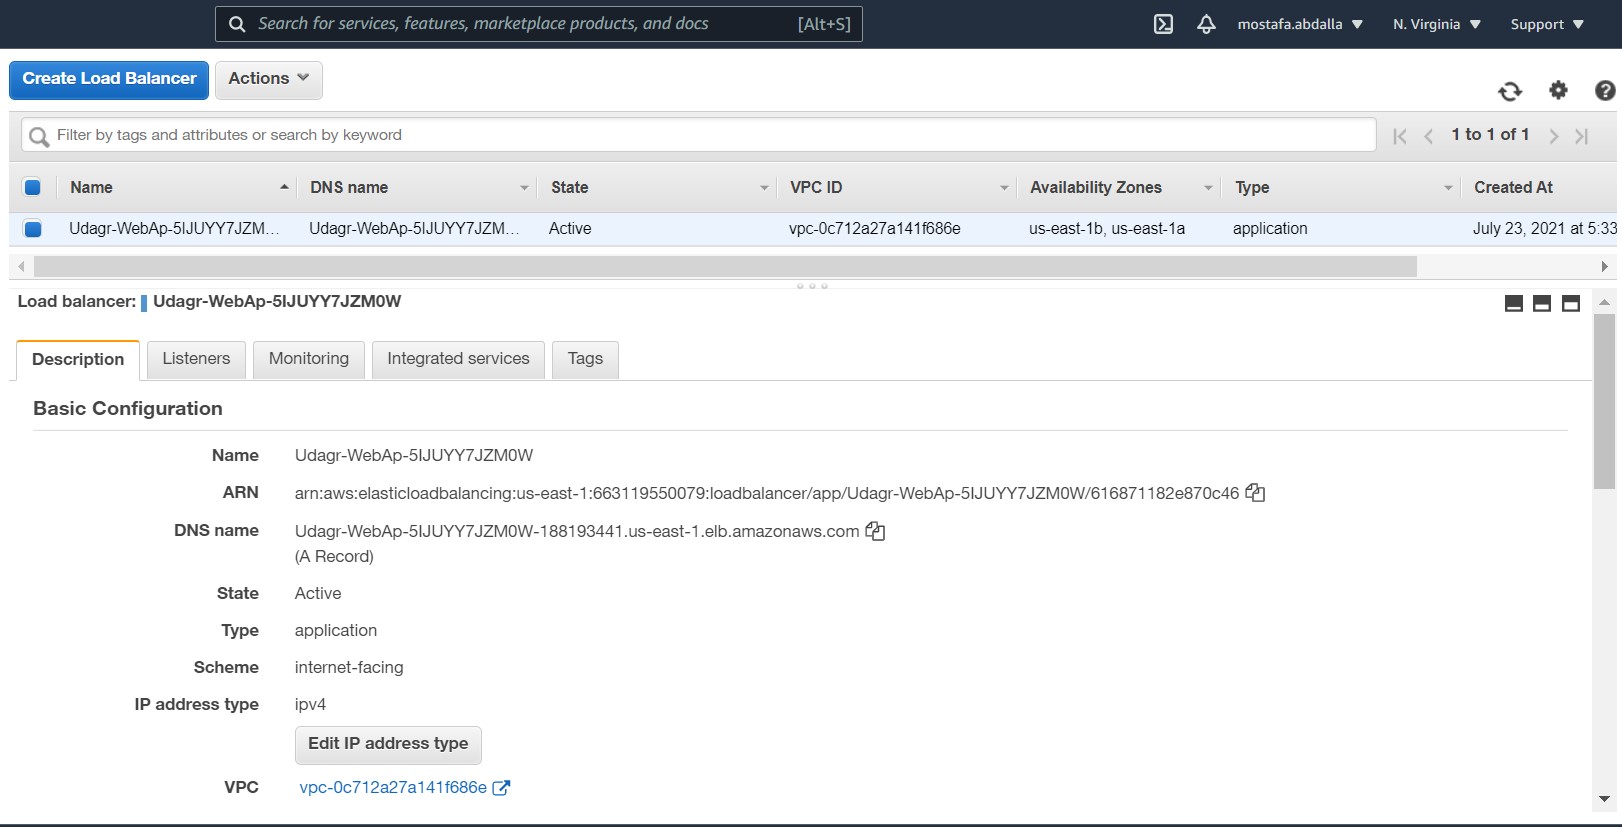 Search for services, features, marketplace products, and docs [Alt+S] mostafa.abdalla N. Virginia Support
Create Load Balancer Actions
Filter by tags and attributes or search by keyword 1 to 1 of 1
Name DNS name State VPC ID Availability Zones Type Created At
Udagr-WebAp-5IJUYY7JZM... Udagr-WebAp-5IJUYY7JZM... Active vpc-0c712a27a141f686e us-east-1b, us-east-1a application July 23, 2021 at 5:33
Load balancer: Udagr-WebAp-5IJUYY7JZM0W
Description Listeners Monitoring Integrated services Tags
Basic Configuration
Name Udagr-WebAp-5IJUYY7JZM0W
ARN arn:aws:elasticloadbalancing:us-east-1:663119550079:loadbalancer/app/Udagr-WebAp-5IJUYY7JZM0W/616871182e870c46
DNS name Udagr-WebAp-5IJUYY7JZM0W-188193441.us-east-1.elb.amazonaws.com
(A Record)
State Active
Type application
Scheme internet-facing
IP address type ipv4
Edit IP address type
VPC vpc-0c712a27a141f686e